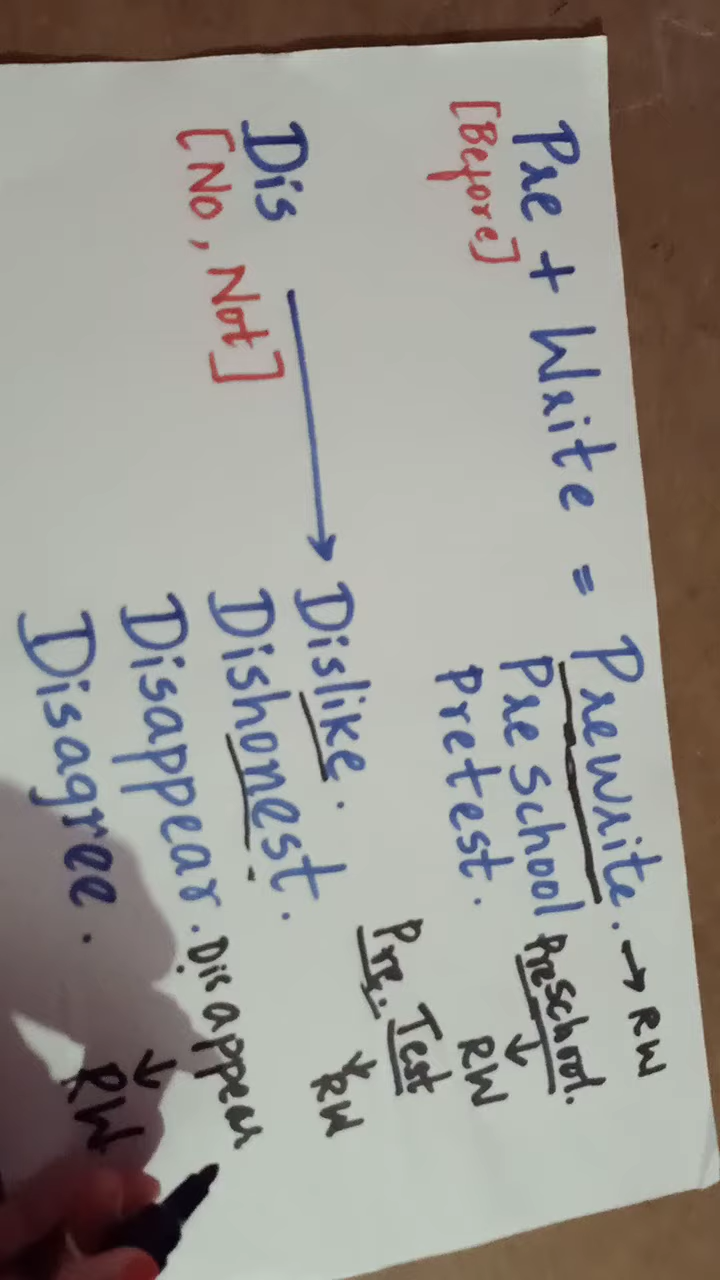 Pre + Write = Prewrite. → RW
[Before]
Pre school Preschool.
↓
RW
Pretest. Pre. Test
RW
Dis → Dislike.
[No, Not]
Dishonest.
Disappear. Disappear
Disagree. ↓
RW